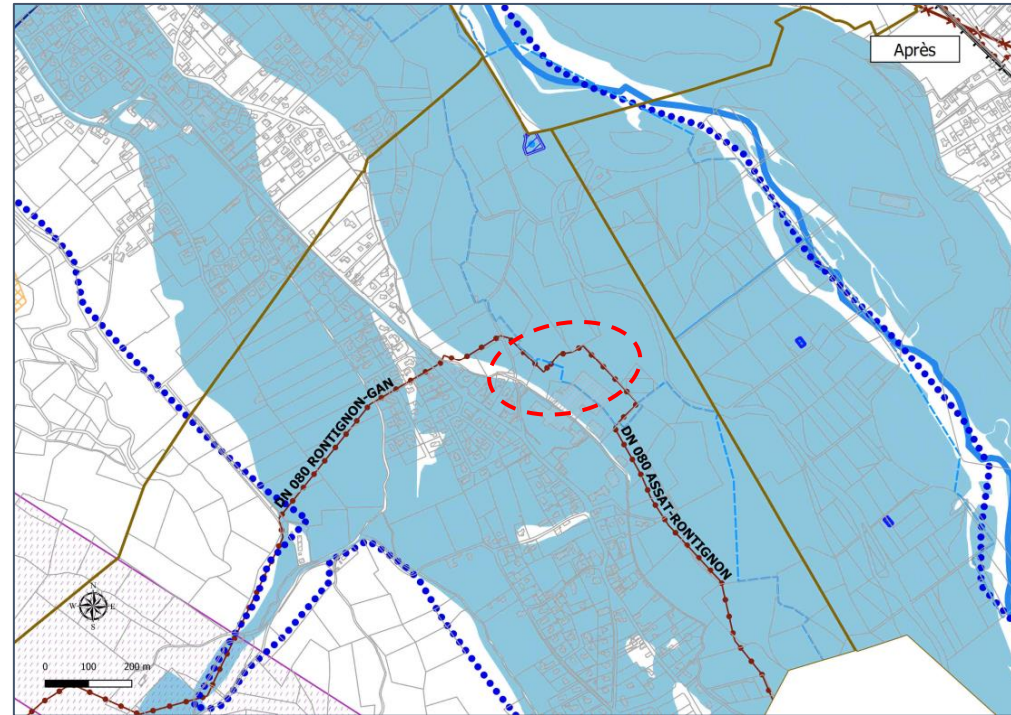 Après
DN 080 RONTIGNON-GAN
DN 080 ASSAT-RONTIGNON
N
W E
S
0 100 200 m